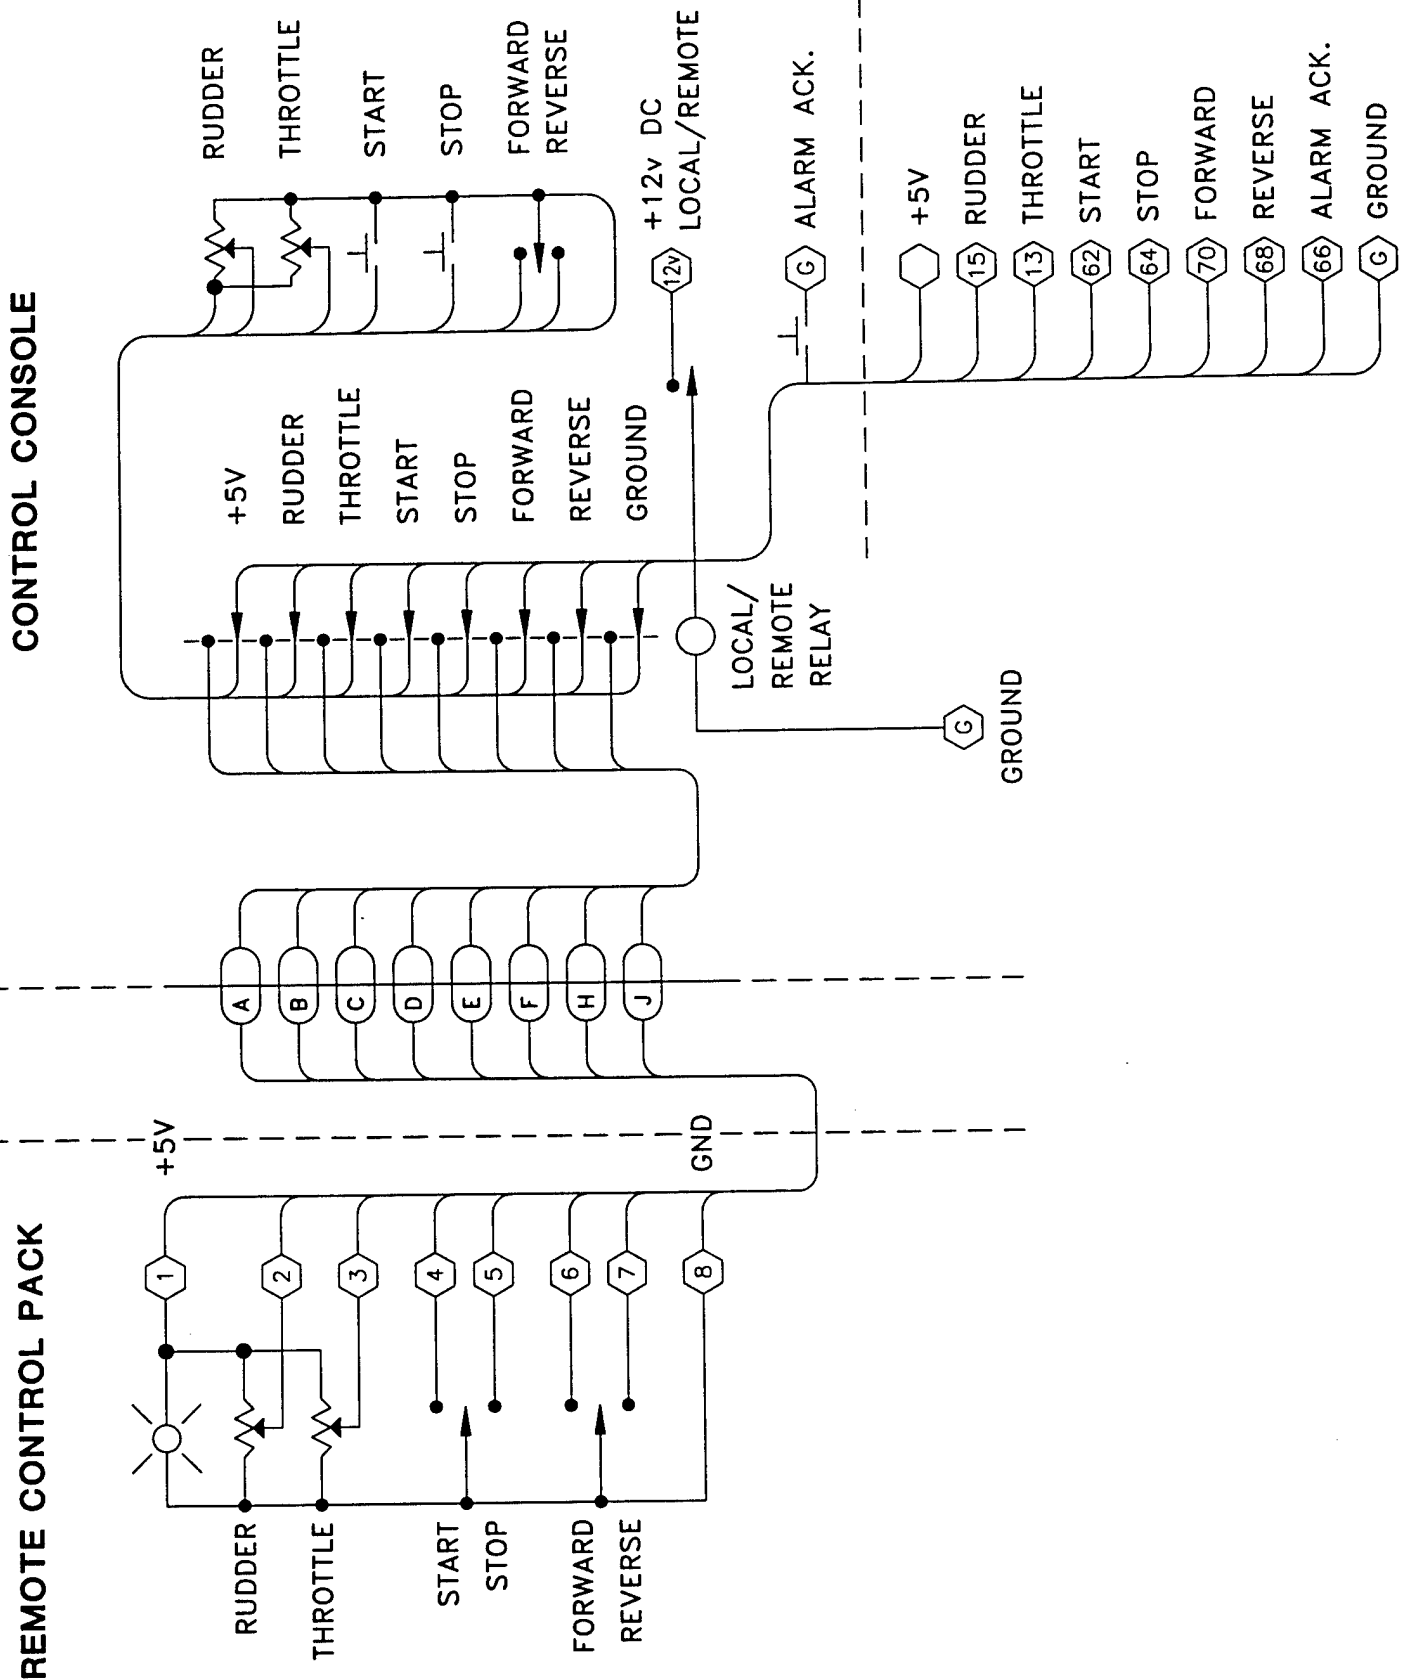 REMOTE CONTROL PACK
CONTROL CONSOLE
RUDDER
THROTTLE
START
STOP
FORWARD
REVERSE
1
2
3
4
5
6
7
8
+5V
GND
A
B
C
D
E
F
H
J
+5V
RUDDER
THROTTLE
START
STOP
FORWARD
REVERSE
GROUND
LOCAL/
REMOTE
RELAY
G
GROUND
RUDDER
THROTTLE
START
STOP
FORWARD
REVERSE
12v
+12v DC
LOCAL/REMOTE
G
ALARM ACK.
+5V
15 RUDDER
13 THROTTLE
62 START
64 STOP
70 FORWARD
68 REVERSE
66 ALARM ACK.
G GROUND